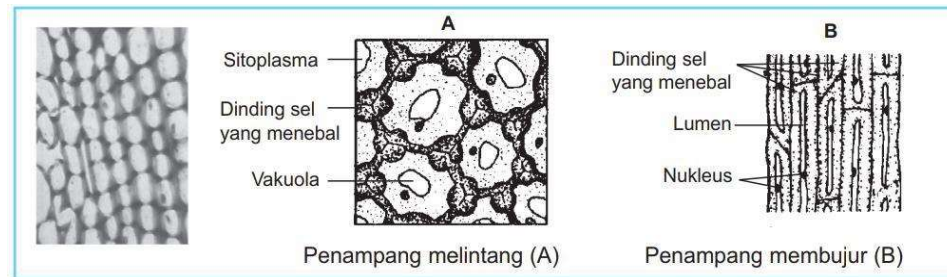 A
Sitoplasma
Dinding sel
yang menebal
Vakuola
Penampang melintang (A)
B
Dinding sel
yang menebal
Lumen
Nukleus
Penampang membujur (B)